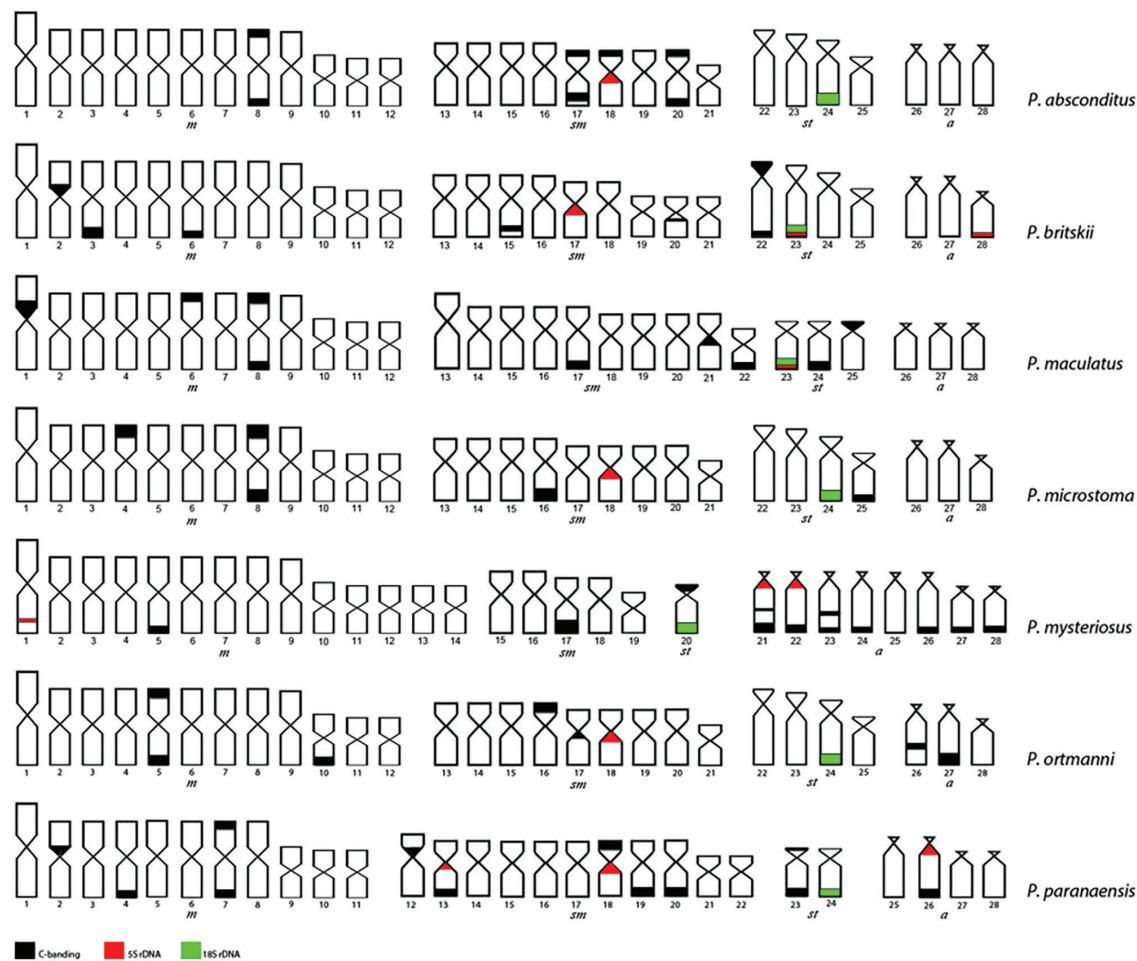 1 2 3 4 5 6 7 8 9 10 11 12 13 14 15 16 17 18 19 20 21 22 23 24 25 26 27 28
m sm st a
P. absconditus
1 2 3 4 5 6 7 8 9 10 11 12 13 14 15 16 17 18 19 20 21 22 23 24 25 26 27 28
m sm st a
P. britskii
1 2 3 4 5 6 7 8 9 10 11 12 13 14 15 16 17 18 19 20 21 22 23 24 25 26 27 28
m sm st a
P. maculatus
1 2 3 4 5 6 7 8 9 10 11 12 13 14 15 16 17 18 19 20 21 22 23 24 25 26 27 28
m sm st a
P. microstoma
1 2 3 4 5 6 7 8 9 10 11 12 13 14 15 16 17 18 19 20 21 22 23 24 25 26 27 28
m sm st a
P. mysteriosus
1 2 3 4 5 6 7 8 9 10 11 12 13 14 15 16 17 18 19 20 21 22 23 24 25 26 27 28
m sm st a
P. ortmanni
1 2 3 4 5 6 7 8 9 10 11 12 13 14 15 16 17 18 19 20 21 22 23 24 25 26 27 28
m sm st a
P. paranaensis
C-banding 5S rDNA 18S rDNA